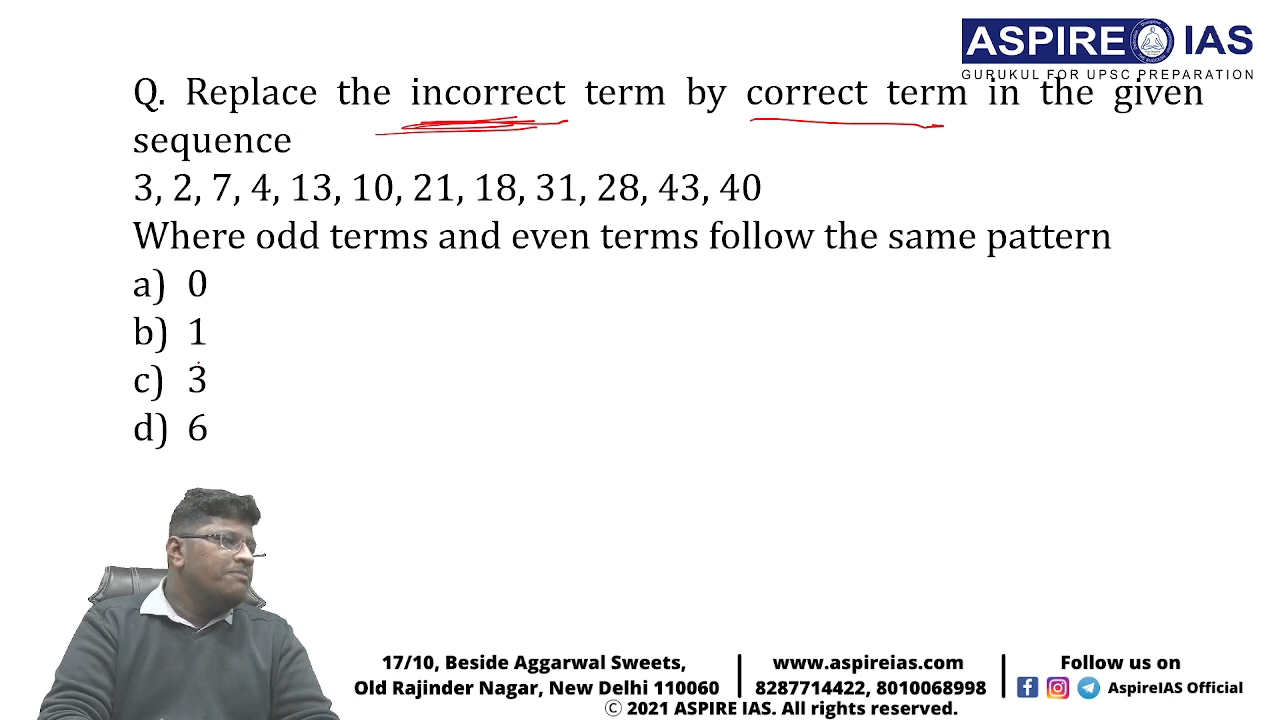 ASPIRE IAS
GURUKUL FOR UPSC PREPARATION
Q. Replace the incorrect term by correct term in the given
sequence
3, 2, 7, 4, 13, 10, 21, 18, 31, 28, 43, 40
Where odd terms and even terms follow the same pattern
a) 0
b) 1
c) 3
d) 6
17/10, Beside Aggarwal Sweets,
Old Rajinder Nagar, New Delhi 110060
www.aspireias.com
8287714422, 8010068998
Follow us on
AspireIAS Official
Ⓒ 2021 ASPIRE IAS. All rights reserved.